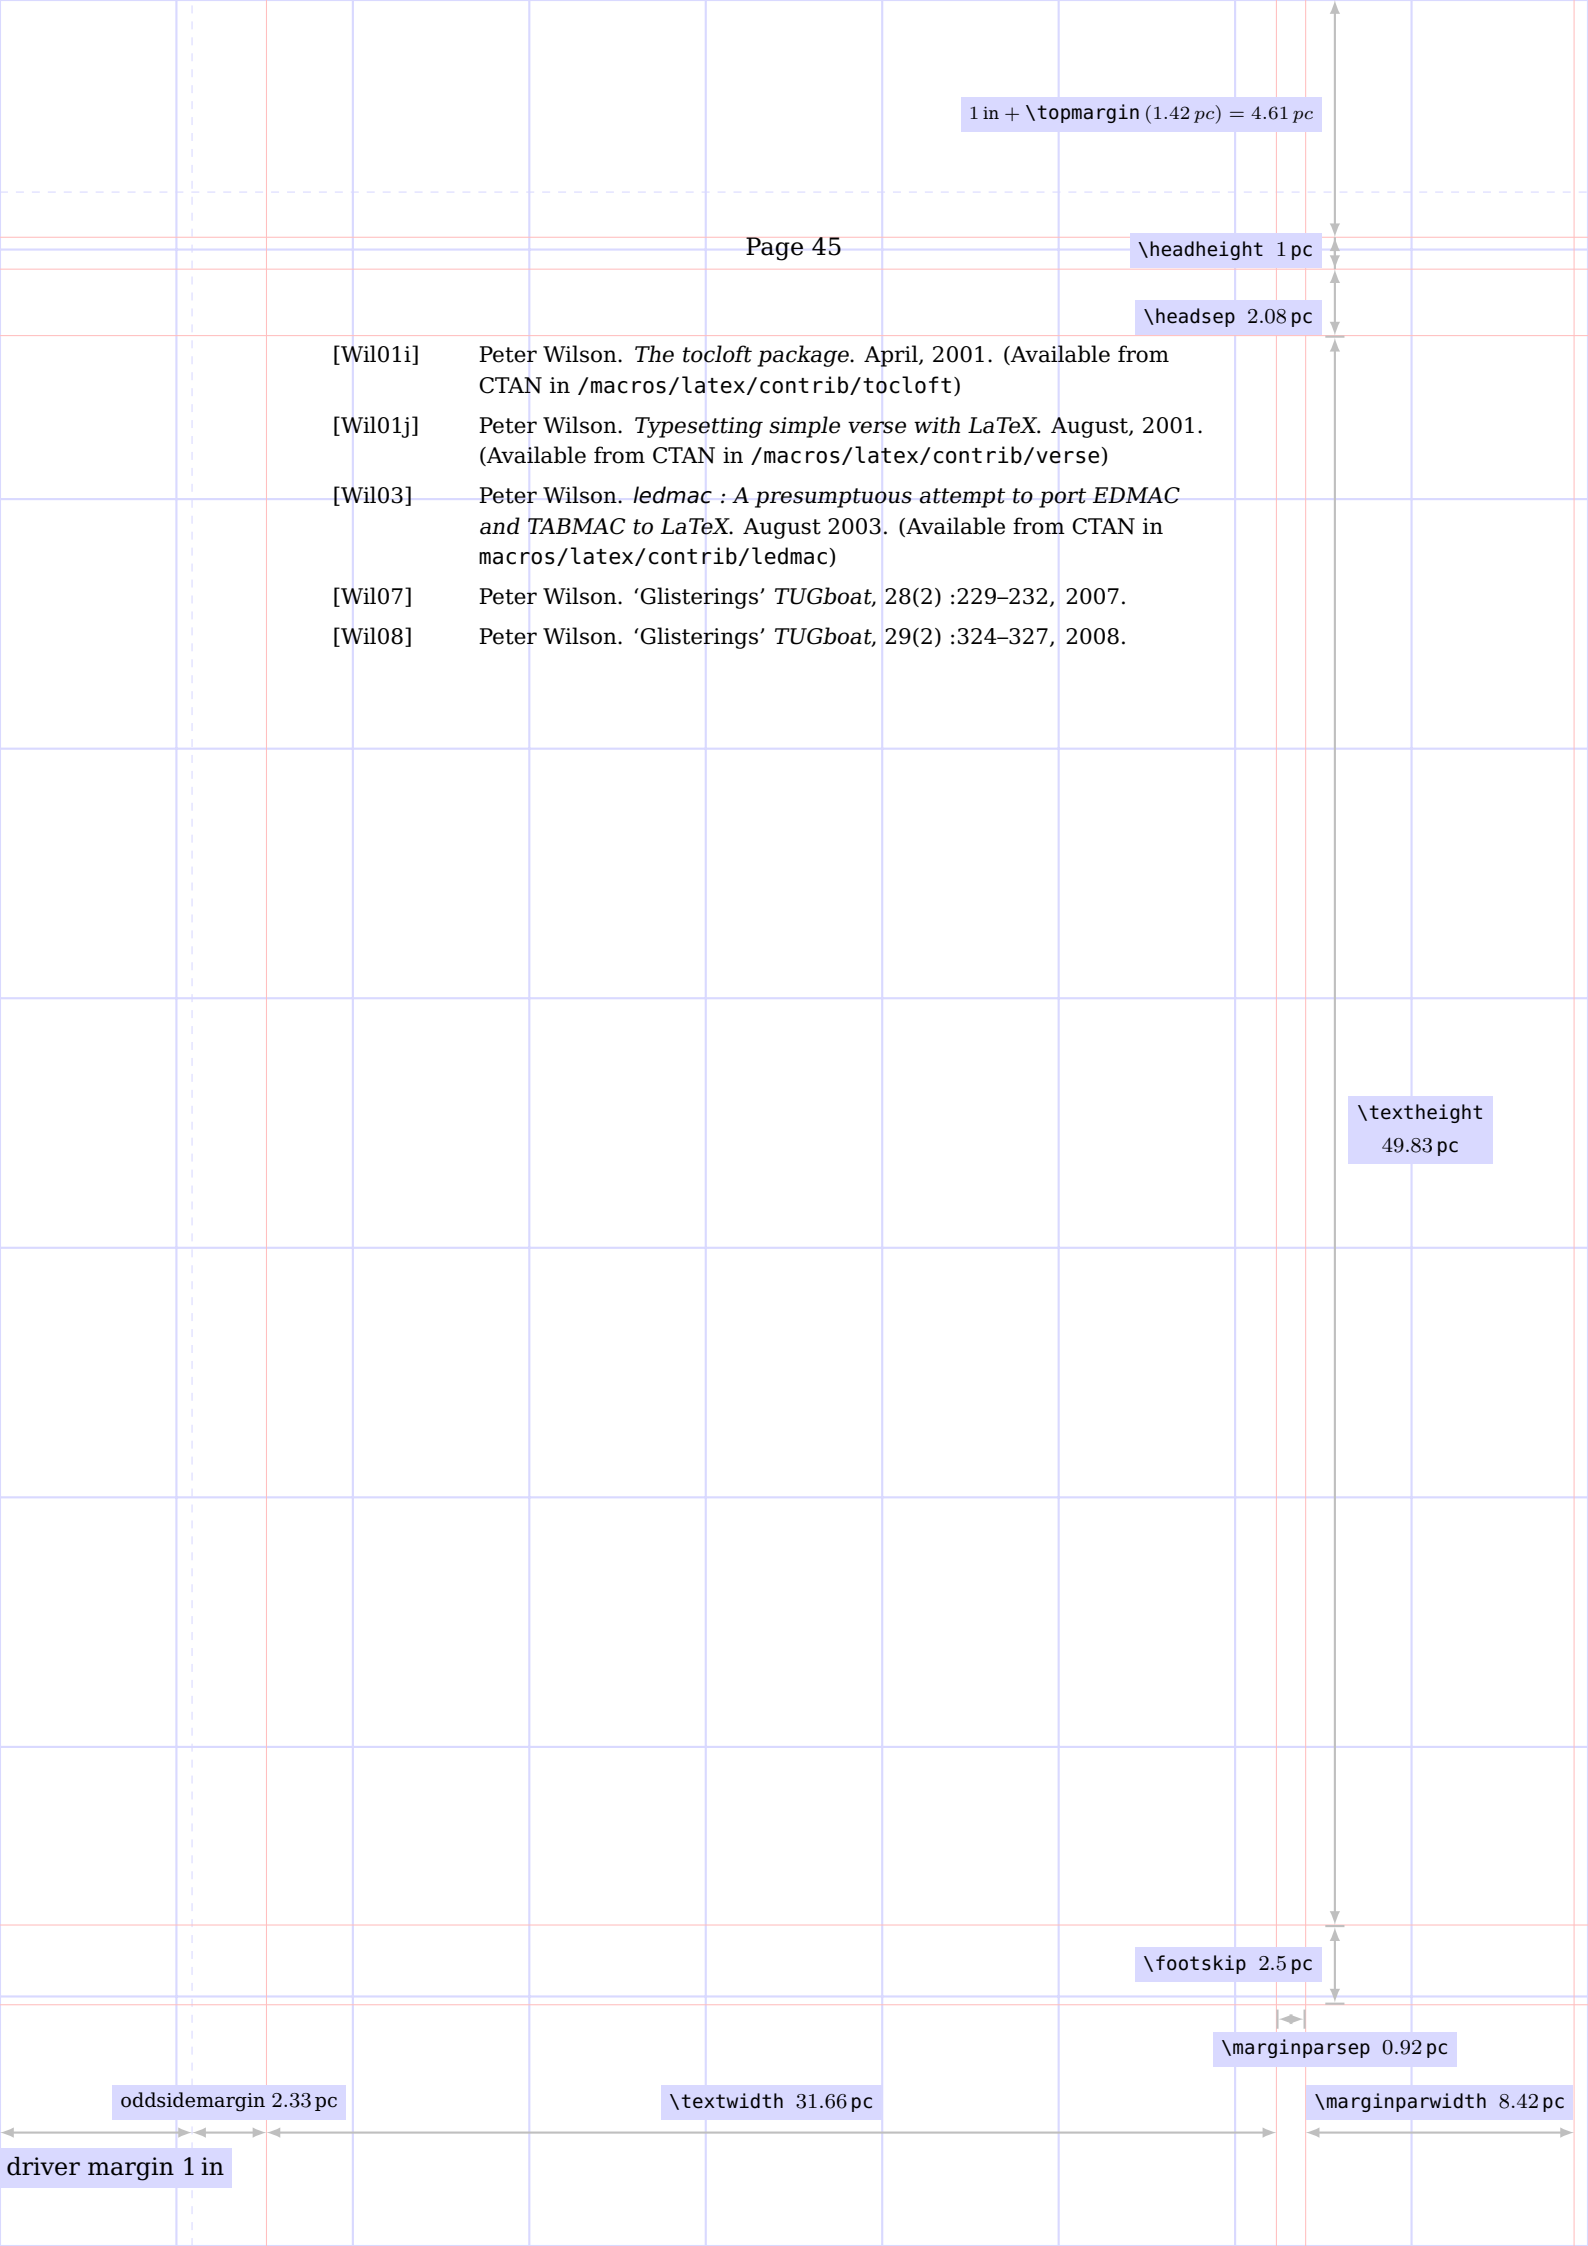 1 in + \topmargin (1.42 pc) = 4.61 pc
Page 45
\headheight 1 pc
\headsep 2.08 pc
[Wil01i] Peter Wilson. The tocloft package. April, 2001. (Available from
CTAN in /macros/latex/contrib/tocloft)
[Wil01j] Peter Wilson. Typesetting simple verse with LaTeX. August, 2001.
(Available from CTAN in /macros/latex/contrib/verse)
[Wil03] Peter Wilson. ledmac : A presumptuous attempt to port EDMAC
and TABMAC to LaTeX. August 2003. (Available from CTAN in
macros/latex/contrib/ledmac)
[Wil07] Peter Wilson. ‘Glisterings’ TUGboat, 28(2) :229–232, 2007.
[Wil08] Peter Wilson. ‘Glisterings’ TUGboat, 29(2) :324–327, 2008.
\textheight
49.83 pc
\footskip 2.5 pc
\marginparsep 0.92 pc
oddsidemargin 2.33 pc
\textwidth 31.66 pc
\marginparwidth 8.42 pc
driver margin 1 in